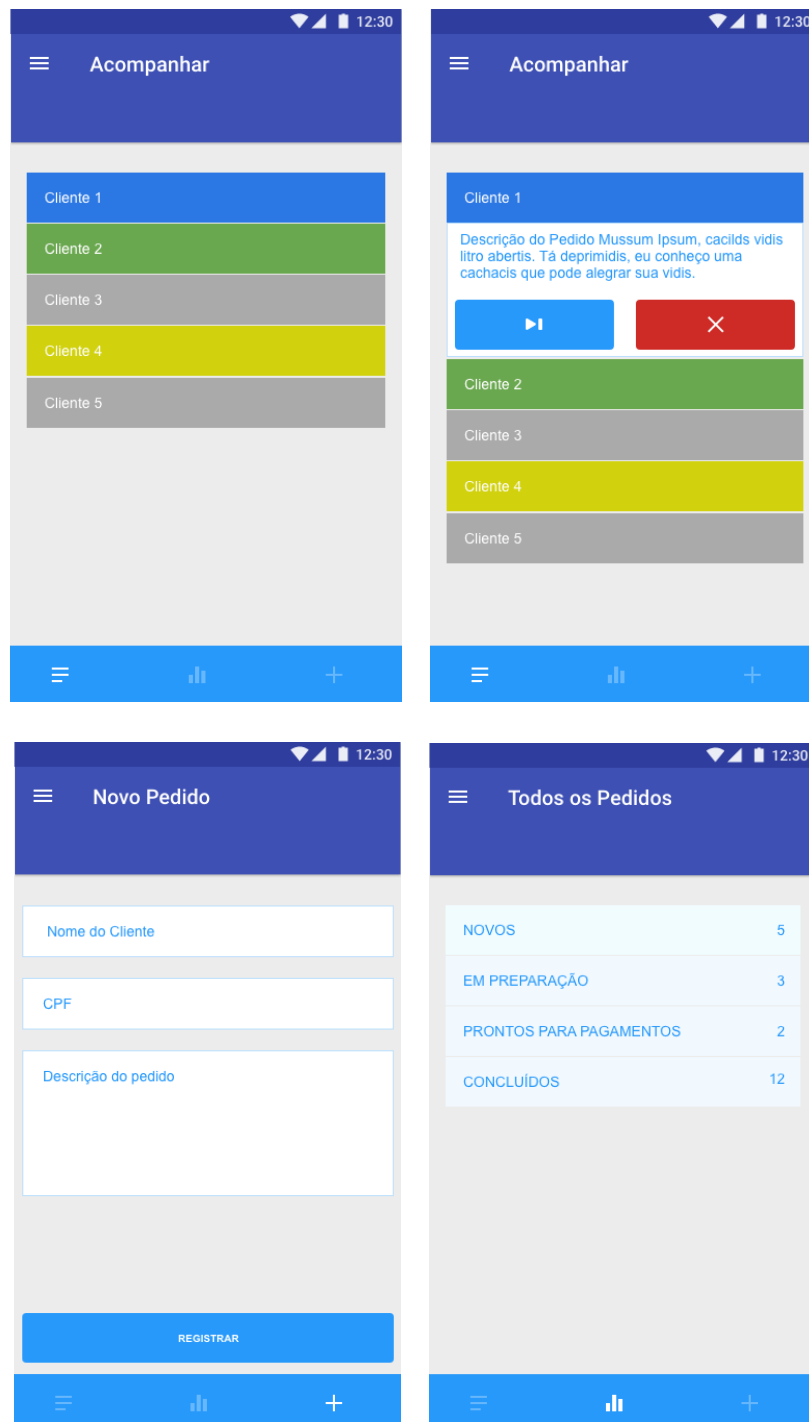 12:30
Acompanhar
Cliente 1
Cliente 2
Cliente 3
Cliente 4
Cliente 5
12:30
Acompanhar
Cliente 1
Descrição do Pedido Mussum Ipsum, cacilds vidis
litro abertis. Tá deprimidis, eu conheço uma
cachacis que pode alegrar sua vidis.
Cliente 2
Cliente 3
Cliente 4
Cliente 5
12:30
Novo Pedido
Nome do Cliente
CPF
Descrição do pedido
REGISTRAR
12:30
Todos os Pedidos
NOVOS 5
EM PREPARAÇÃO 3
PRONTOS PARA PAGAMENTOS 2
CONCLUÍDOS 12